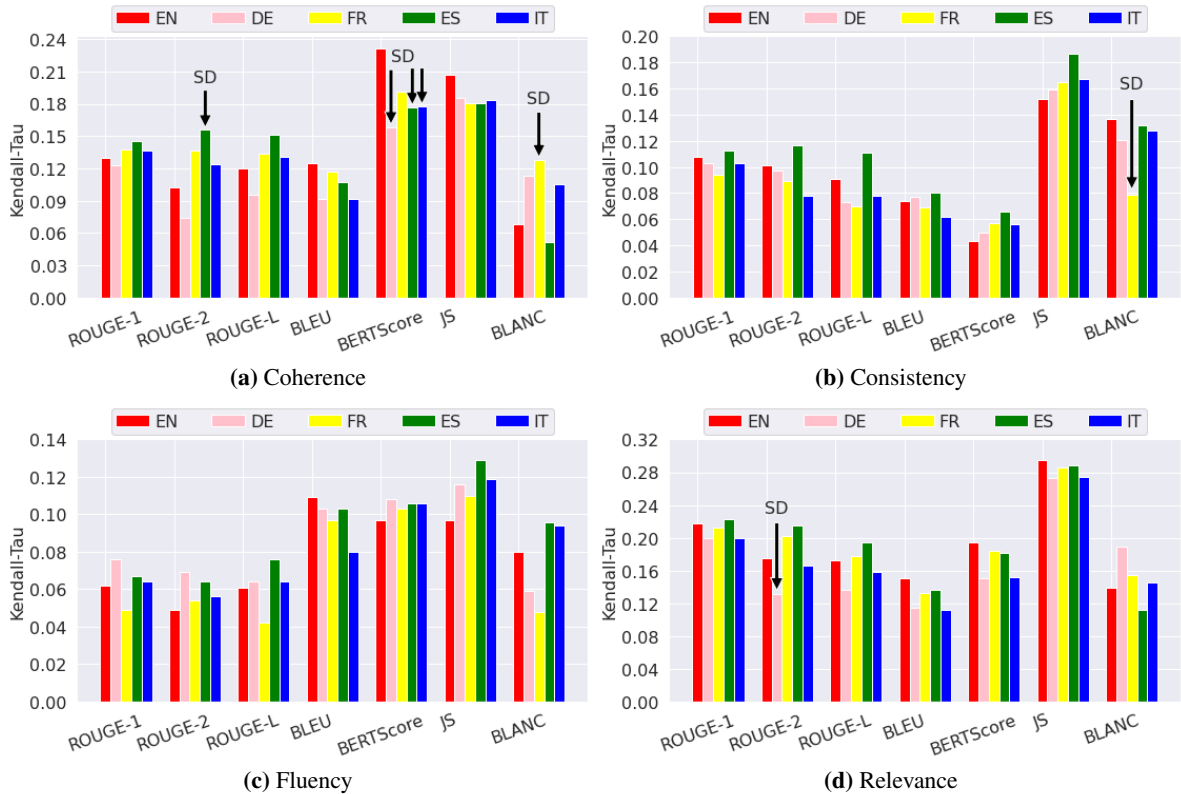 EN DE FR ES IT
0.24
0.21
0.18
0.15
0.12
0.09
0.06
0.03
0.00
Kendall-Tau
SD
SD
SD
ROUGE-1 ROUGE-2 ROUGE-L BLEU BERTScore JS BLANC
(a) Coherence
EN DE FR ES IT
0.20
0.18
0.16
0.14
0.12
0.10
0.08
0.06
0.04
0.02
0.00
Kendall-Tau
SD
ROUGE-1 ROUGE-2 ROUGE-L BLEU BERTScore JS BLANC
(b) Consistency
EN DE FR ES IT
0.14
0.12
0.10
0.08
0.06
0.04
0.02
0.00
Kendall-Tau
ROUGE-1 ROUGE-2 ROUGE-L BLEU BERTScore JS BLANC
(c) Fluency
EN DE FR ES IT
0.32
0.28
0.24
0.20
0.16
0.12
0.08
0.04
0.00
Kendall-Tau
SD
ROUGE-1 ROUGE-2 ROUGE-L BLEU BERTScore JS BLANC
(d) Relevance